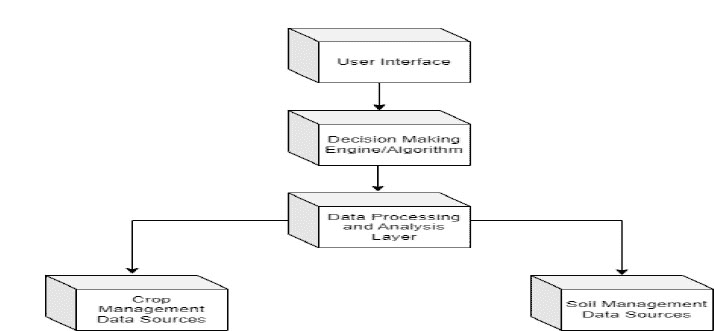 User Interface
Decision Making
Engine/Algorithm
Data Processing
and Analysis
Layer
Crop
Management
Data Sources
Soil Management
Data Sources